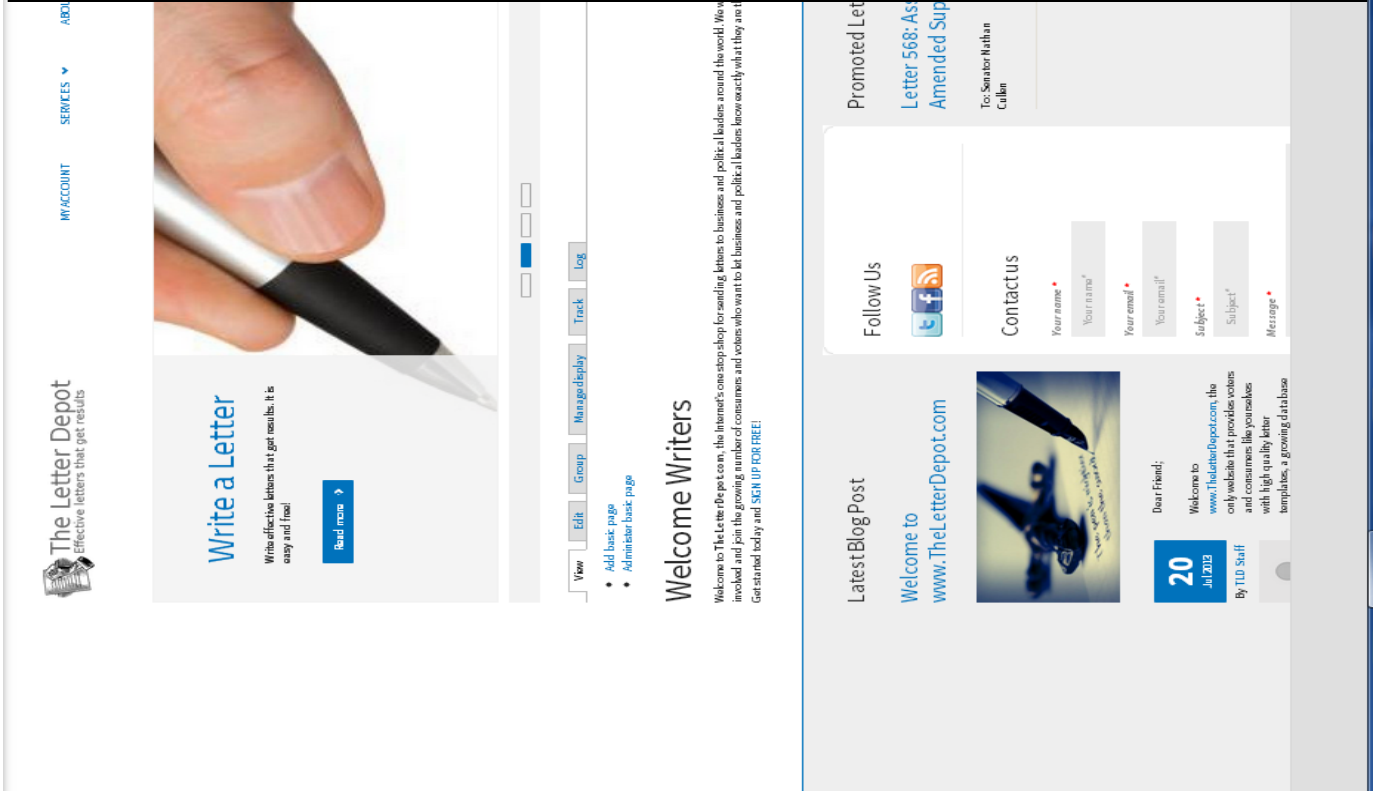 The Letter Depot
Effective letters that get results
MY ACCOUNT
SERVICES
Write a Letter
Write effective letters that get results. It is
easy and free!
Read more
View
Edit
Group
Manage display
Track
Log
Add basic page
Administer basic page
Welcome Writers
Welcome to TheLetterDepot.com, the Internet's one stop shop for sending letters to business and political leaders around the world.
involved and join the growing number of consumers and voters who want to let business and political leaders know exactly what they are
Get started today and SIGN UP FOR FREE!
Latest Blog Post
Welcome to
www.TheLetterDepot.com
20
Jul 2013
By TLD Staff
Dear Friend;
Welcome to
www.TheLetterDepot.com, the
only website that provides voters
and consumers like yourselves
with high quality letter
templates, a growing database
Follow Us
Contact us
Your name *
Your name*
Your email *
Your email*
Subject *
Subject*
Message *
Promoted
Letter 568:
Amended
To: Senator Nathan
Cullen